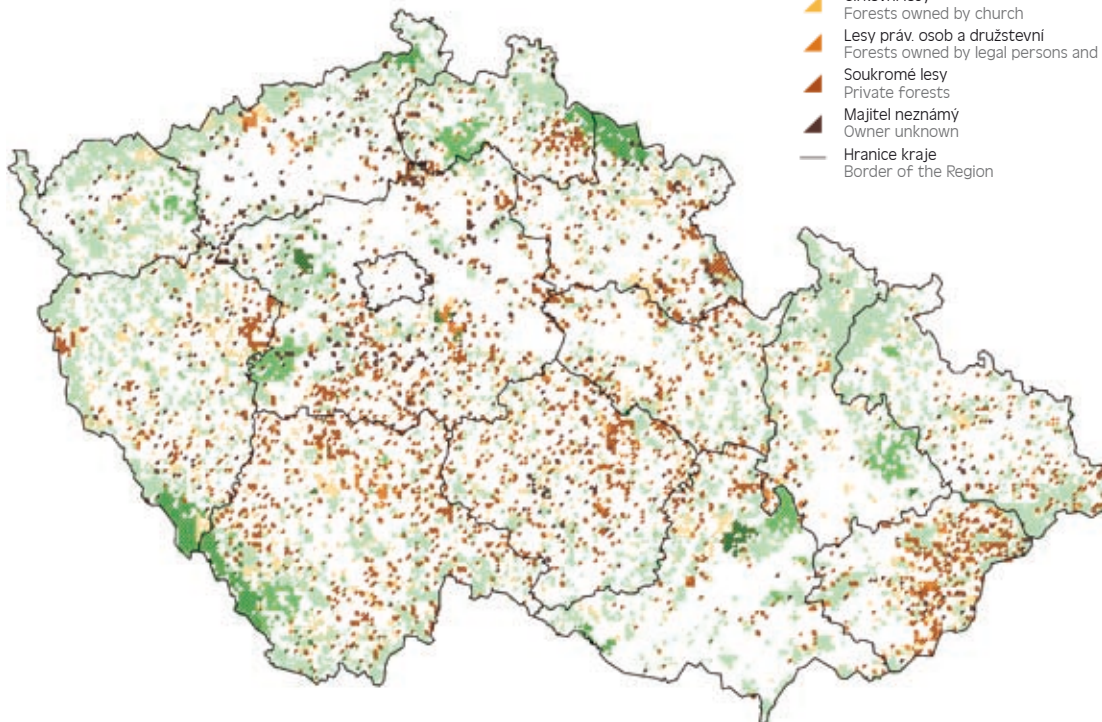 Forests owned by church
Lesy práv. osob a družstevní
Forests owned by legal persons and
Soukromé lesy
Private forests
Majitel neznámý
Owner unknown
Hranice kraje
Border of the Region